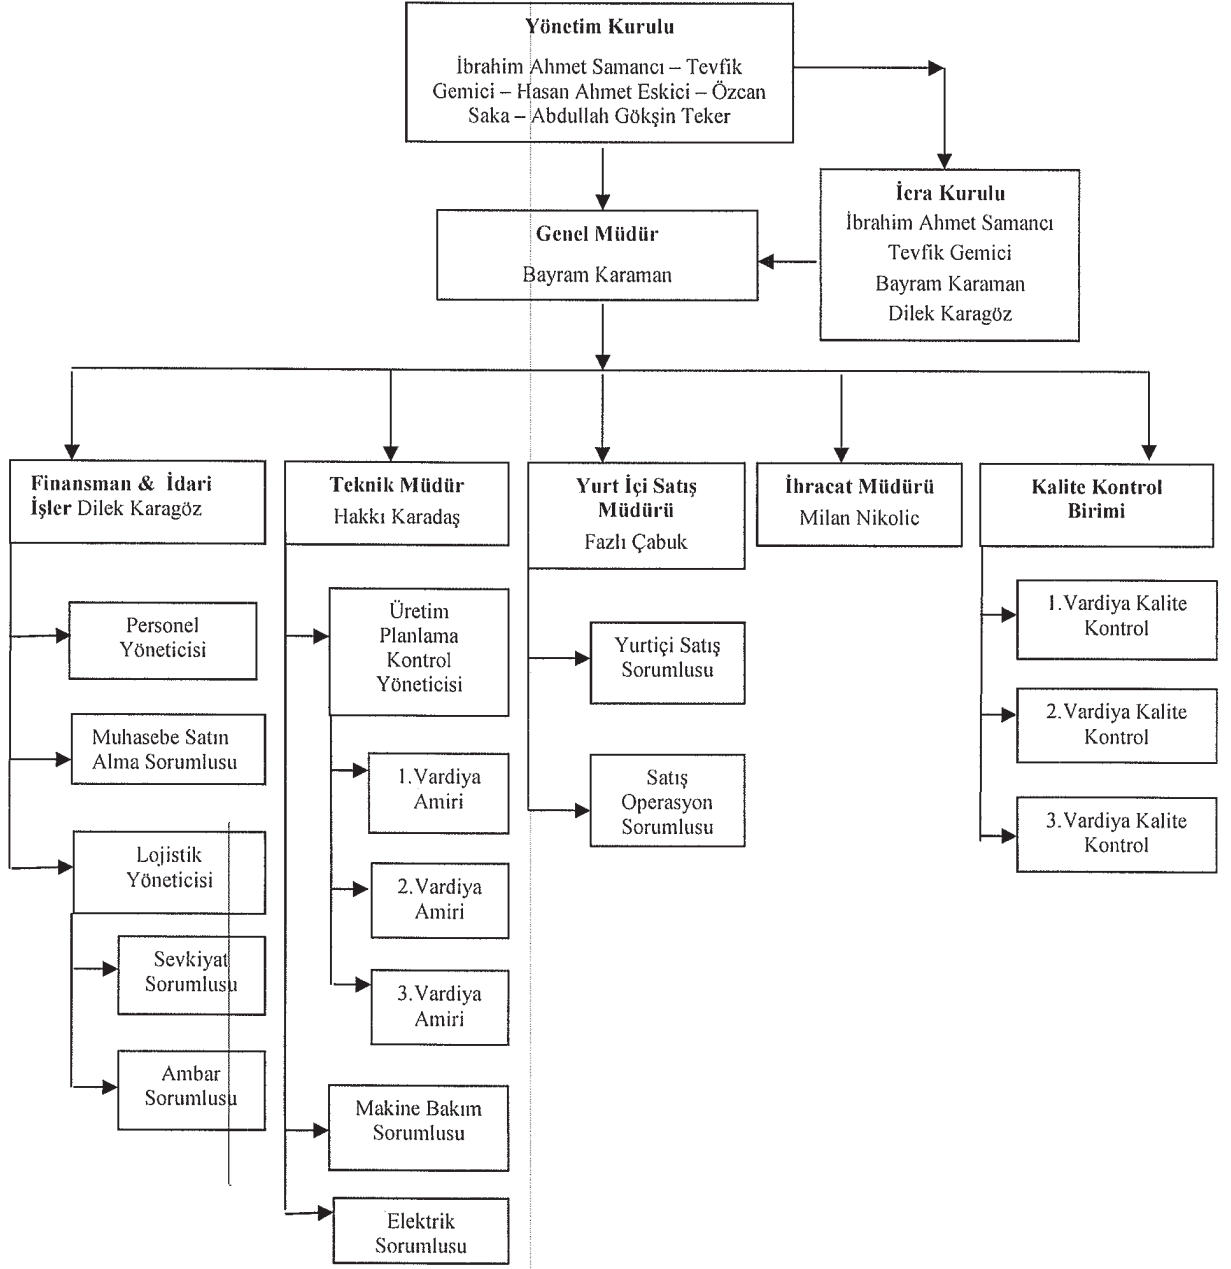 Yönetim Kurulu
İbrahim Ahmet Samancı – Tevfik
Gemici – Hasan Ahmet Eskici – Özcan
Saka – Abdullah Gökşin Teker
İcra Kurulu
İbrahim Ahmet Samancı
Tevfik Gemici
Bayram Karaman
Dilek Karagöz
Genel Müdür
Bayram Karaman
Finansman & İdari
İşler Dilek Karagöz
Personel
Yöneticisi
Muhasebe Satın
Alma Sorumlusu
Lojistik
Yöneticisi
Sevkiyat
Sorumlusu
Ambar
Sorumlusu
Teknik Müdür
Hakkı Karadaş
Üretim
Planlama
Kontrol
Yöneticisi
1.Vardiya
Amiri
2.Vardiya
Amiri
3.Vardiya
Amiri
Makine Bakım
Sorumlusu
Elektrik
Sorumlusu
Yurt İçi Satış
Müdürü
Fazlı Çabuk
Yurtiçi Satış
Sorumlusu
Satış
Operasyon
Sorumlusu
İhracat Müdürü
Milan Nikolic
Kalite Kontrol
Birimi
1.Vardiya Kalite
Kontrol
2.Vardiya Kalite
Kontrol
3.Vardiya Kalite
Kontrol